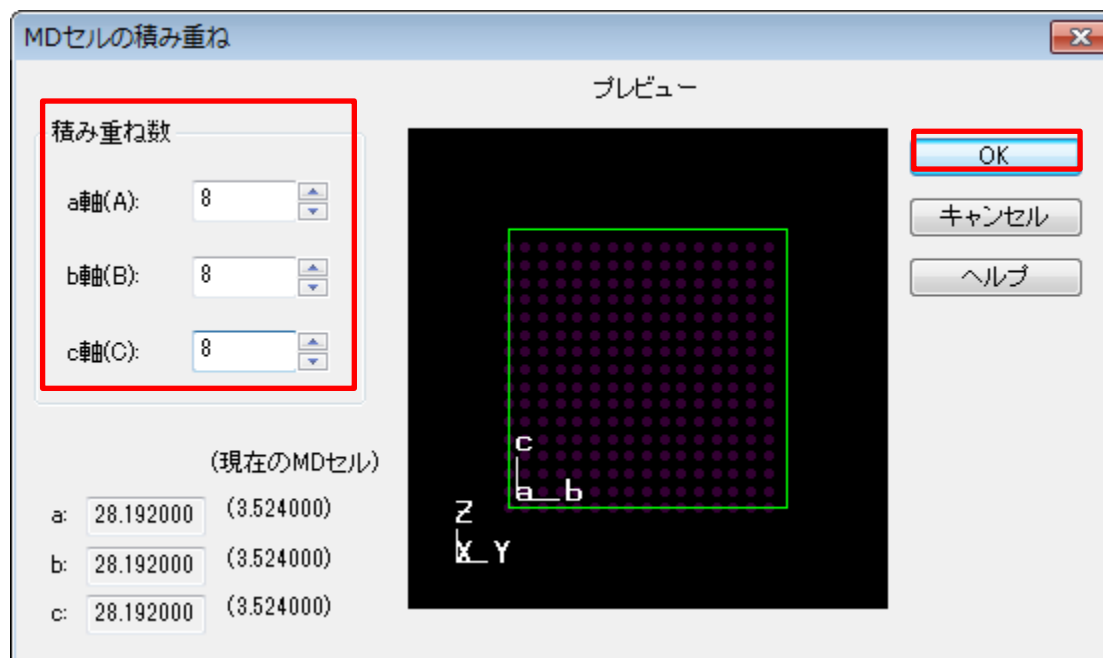 MDセルの積み重ね
プレビュー
積み重ね数
a軸(A): 8
b軸(B): 8
c軸(C): 8
OK
キャンセル
ヘルプ
(現在のMDセル)
a: 28.192000 (3.524000)
b: 28.192000 (3.524000)
c: 28.192000 (3.524000)
c
a b
Z
X Y